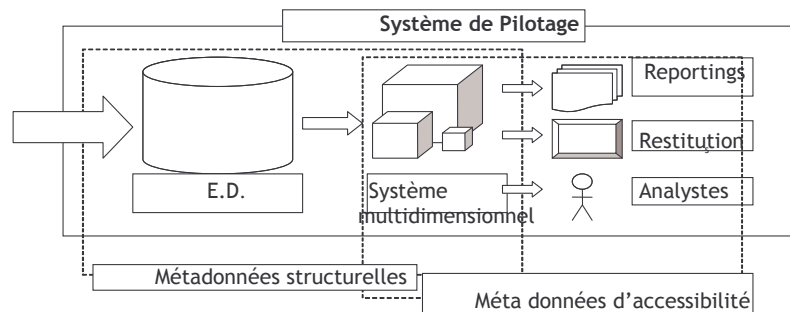 Système de Pilotage
Reportings
Restitution
E.D.
Système
multidimensionnel
Analystes
Métadonnées structurelles
Méta données d’accessibilité